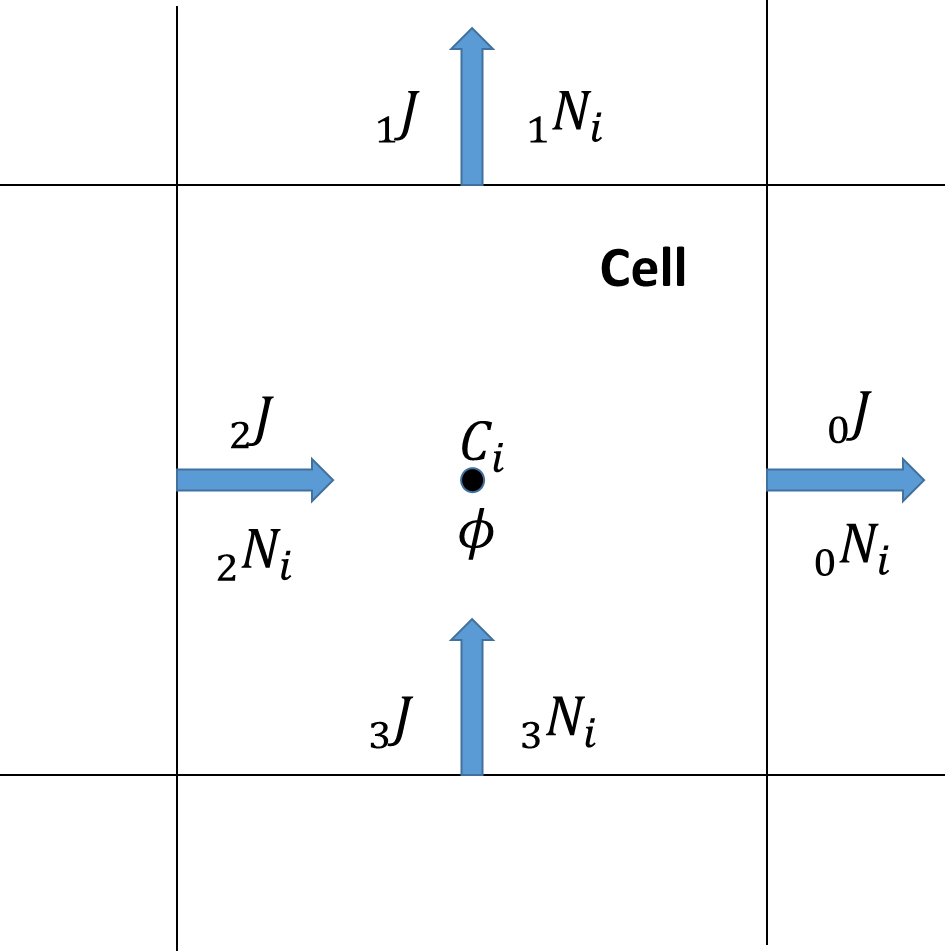 ₁J ₁Nᵢ
Cell
₂J Cᵢ ₀J
₂Nᵢ ϕ ₀Nᵢ
₃J ₃Nᵢ